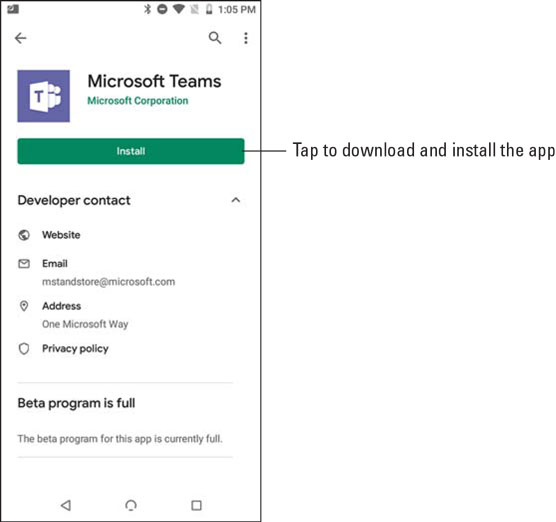 1:05 PM
Microsoft Teams
Microsoft Corporation
T
Install
Tap to download and install the app
Developer contact
Website
Email
mstandstore@microsoft.com
Address
One Microsoft Way
Privacy policy
Beta program is full
The beta program for this app is currently full.